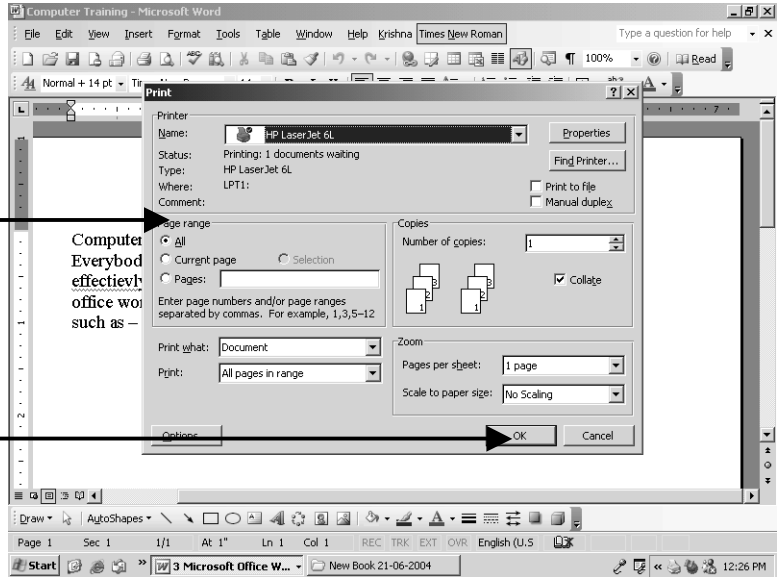 Computer Training - Microsoft Word
File Edit View Insert Format Tools Table Window Help Krishna Times New Roman Type a question for help
100% Read
Normal + 14 pt
Print
Printer
Name: HP LaserJet 6L Properties
Status: Printing: 1 documents waiting Find Printer...
Type: HP LaserJet 6L
Where: LPT1: Print to file
Comment: Manual duplex
Page range Copies
All Number of copies: 1
Current page Selection
Pages: Collate
Enter page numbers and/or page ranges
separated by commas. For example, 1,3,5–12
Print what: Document Zoom
Print: All pages in range Pages per sheet: 1 page
Scale to paper size: No Scaling
Options... OK Cancel
Computer
Everybod
effectievly
office wor
such as –
Draw AutoShapes
Page 1 Sec 1 1/1 At 1" Ln 1 Col 1 REC TRK EXT OVR English (U.S
Start 3 Microsoft Office W... New Book 21-06-2004 12:26 PM